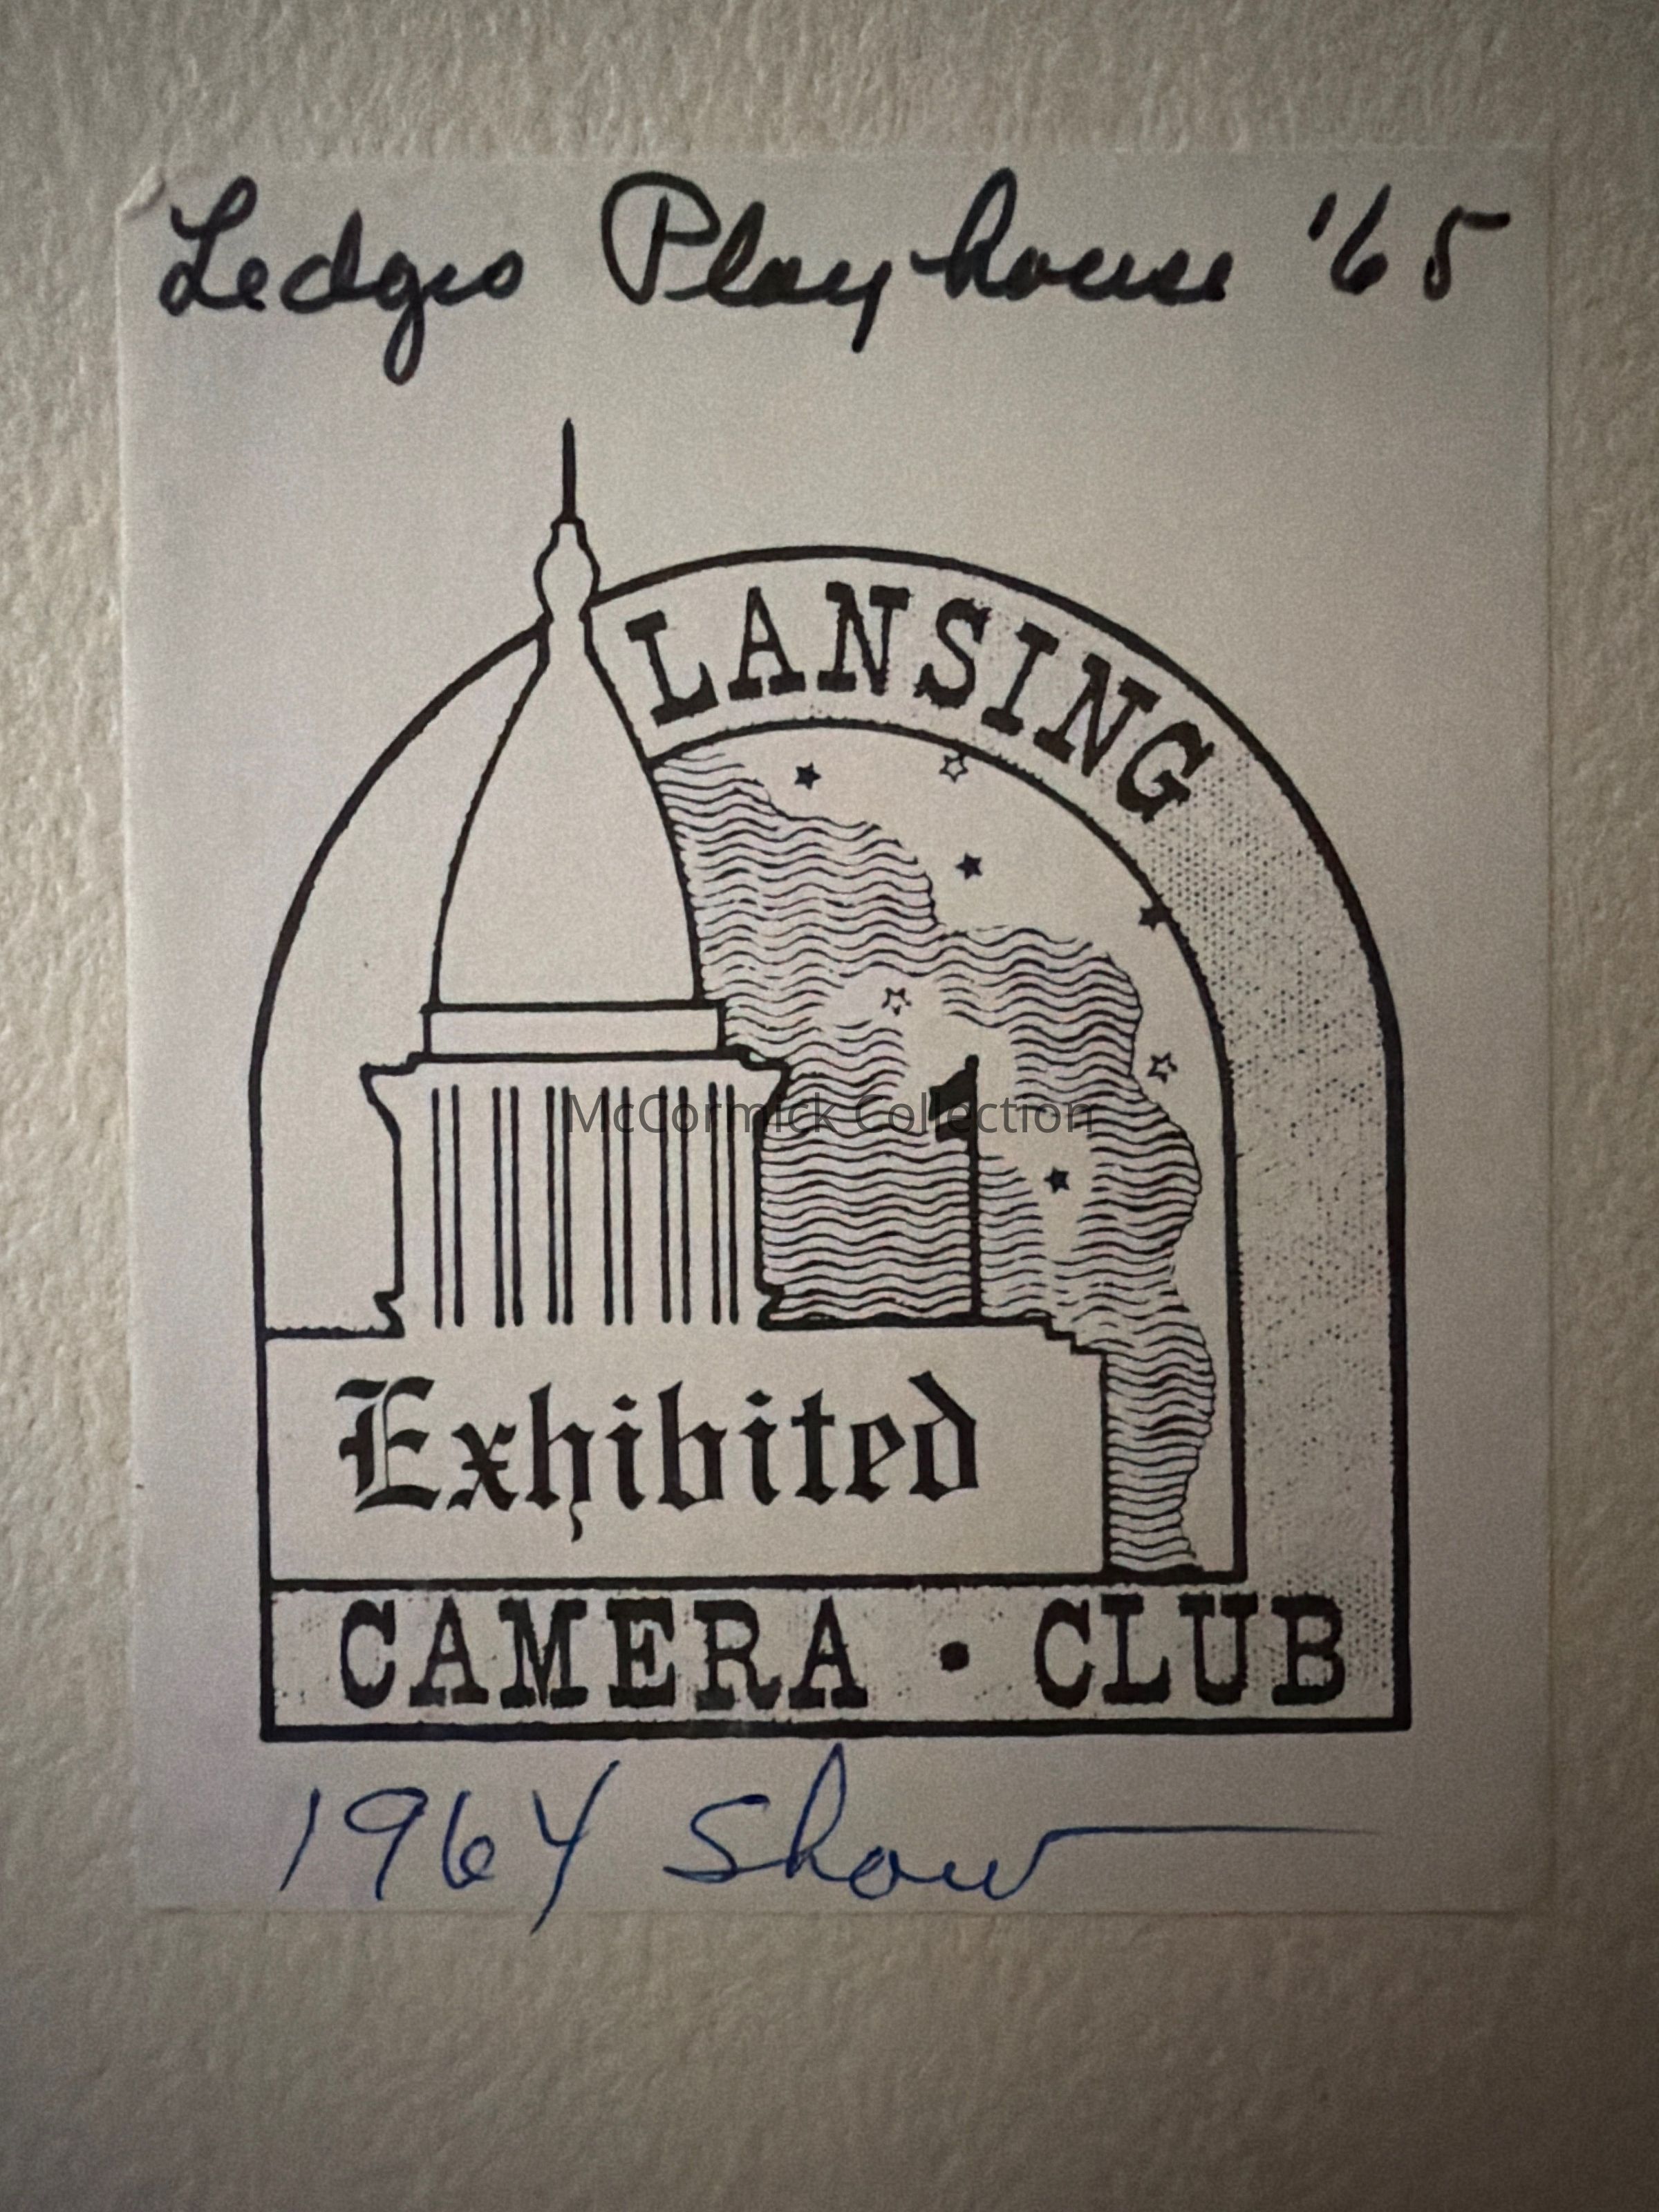 Ledges Playhouse '65
LANSING
McCormick Collection
Exhibited
CAMERA • CLUB
1964 Show